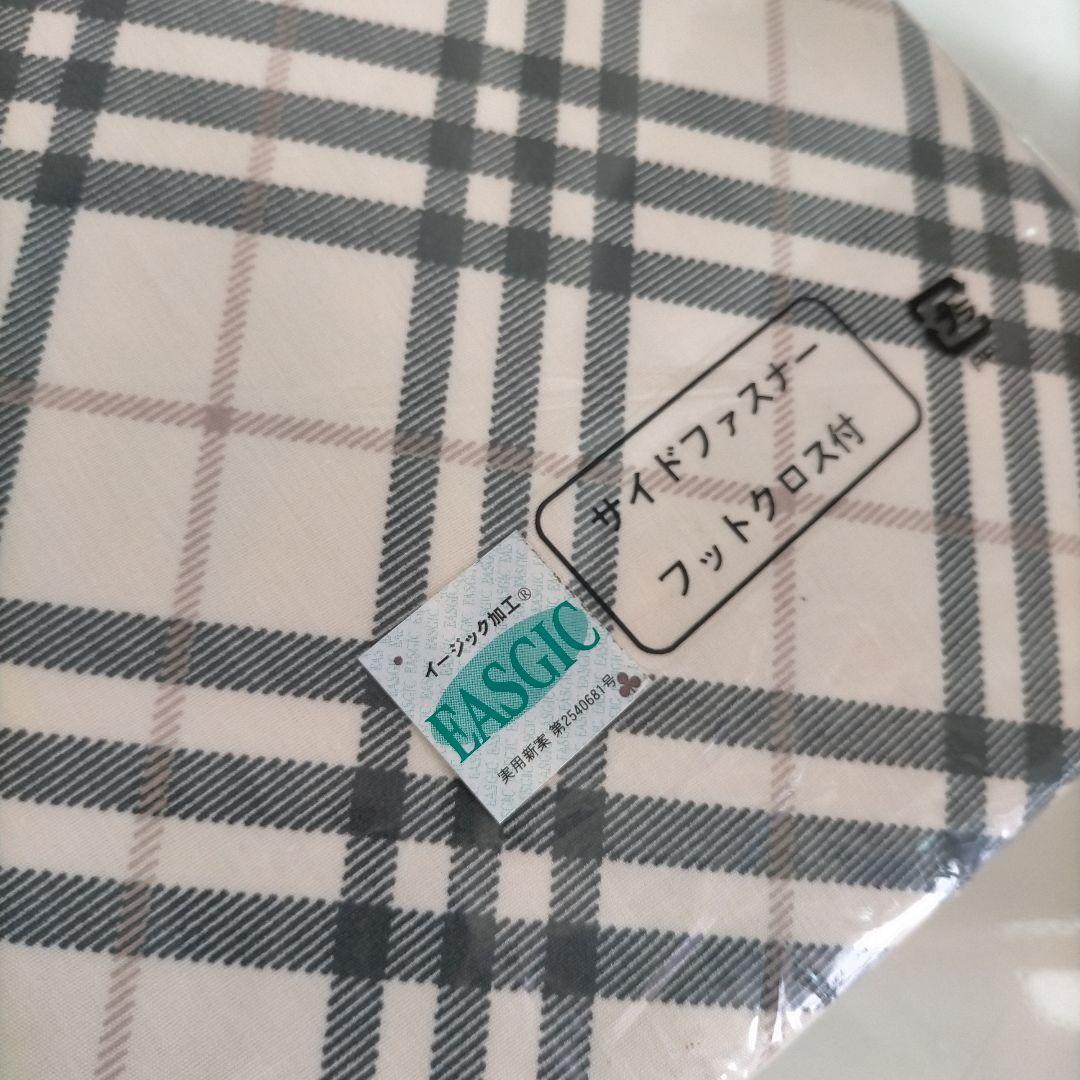 サイドファスナー
フットクロス付
イージック加工®
EASGIC
実用新案 第2540681号